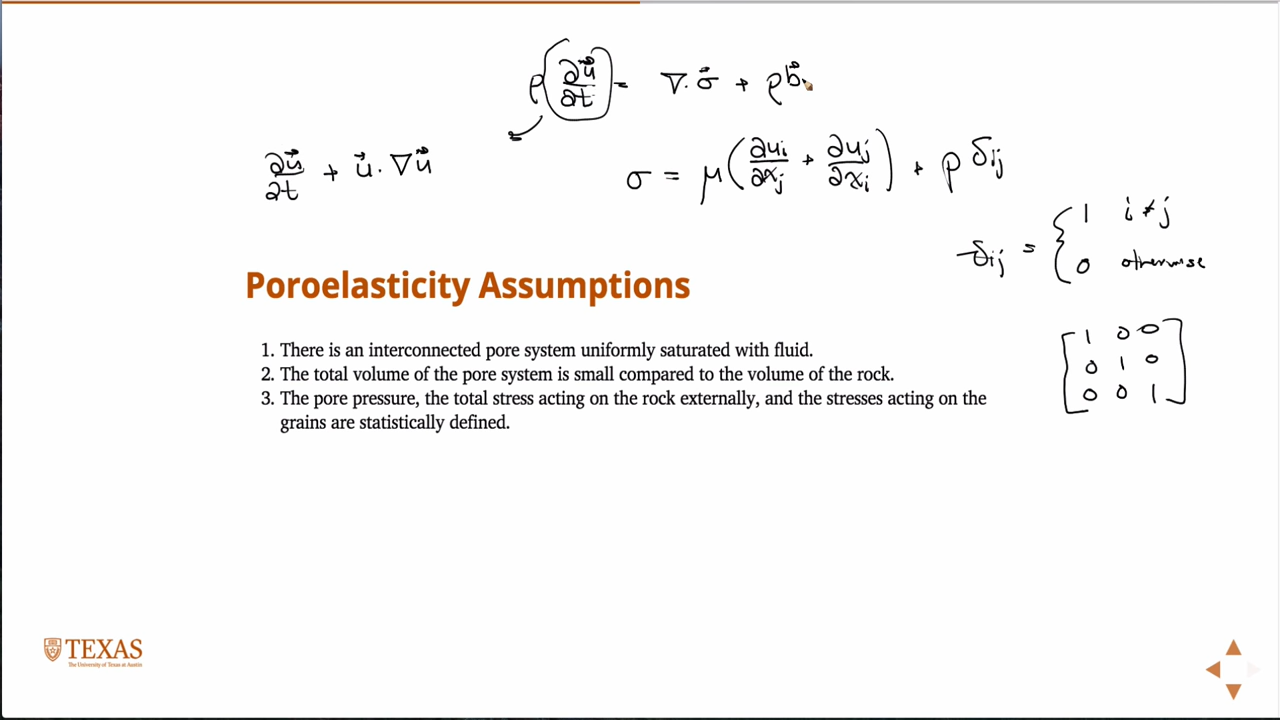 ρ(∂u⃗/∂t) = ∇·σ⃗ + ρb⃗
∂u⃗/∂t + u⃗·∇u⃗
σ = μ(∂ui/∂xj + ∂uj/∂xi) + p δij
δij = { 1 i≠j
0 otherwise
Poroelasticity Assumptions
[ 1 0 0
0 1 0
0 0 1 ]
1. There is an interconnected pore system uniformly saturated with fluid.
2. The total volume of the pore system is small compared to the volume of the rock.
3. The pore pressure, the total stress acting on the rock externally, and the stresses acting on the
grains are statistically defined.
TEXAS
The University of Texas at Austin